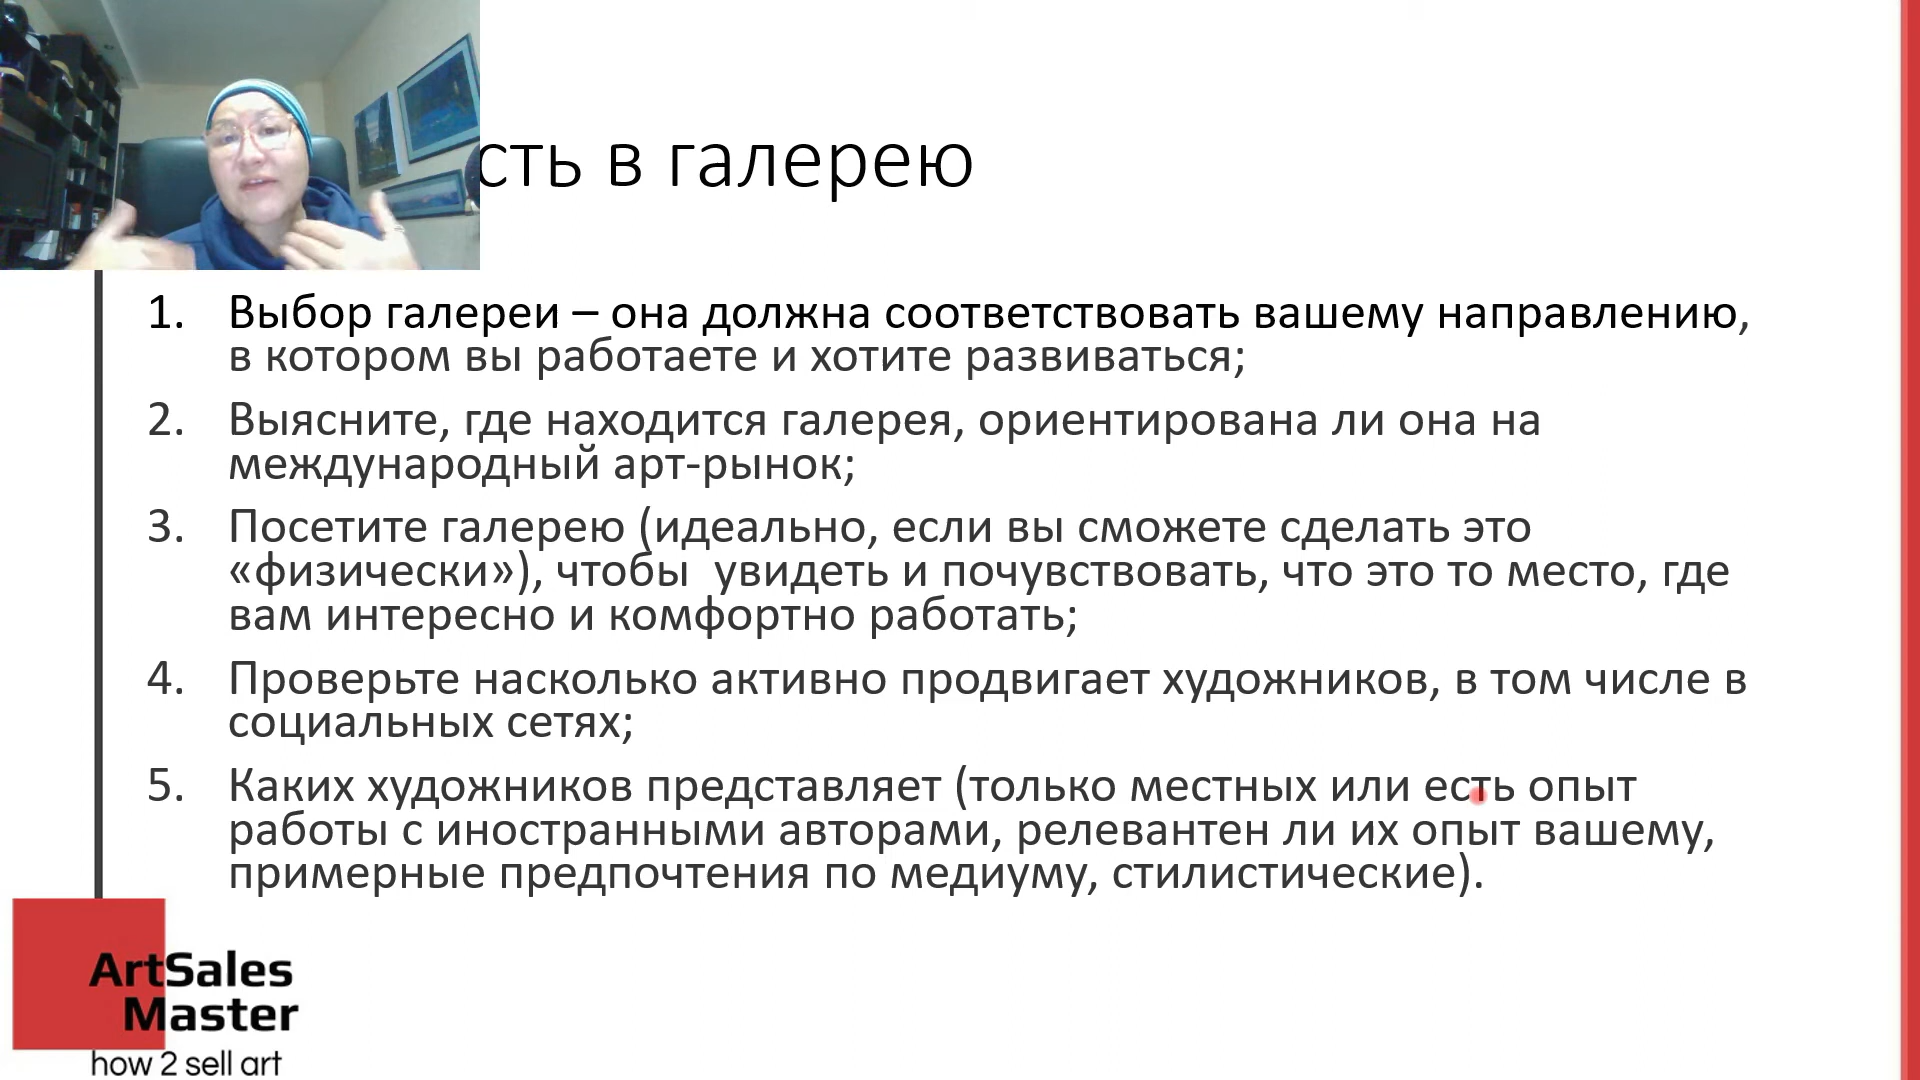 в галерею
1. Выбор галереи – она должна соответствовать вашему направлению,
в котором вы работаете и хотите развиваться;
2. Выясните, где находится галерея, ориентирована ли она на
международный арт-рынок;
3. Посетите галерею (идеально, если вы сможете сделать это
«физически»), чтобы увидеть и почувствовать, что это то место, где
вам интересно и комфортно работать;
4. Проверьте насколько активно продвигает художников, в том числе в
социальных сетях;
5. Каких художников представляет (только местных или есть опыт
работы с иностранными авторами, релевантен ли их опыт вашему,
примерные предпочтения по медиуму, стилистические).
ArtSales
Master
how 2 sell art